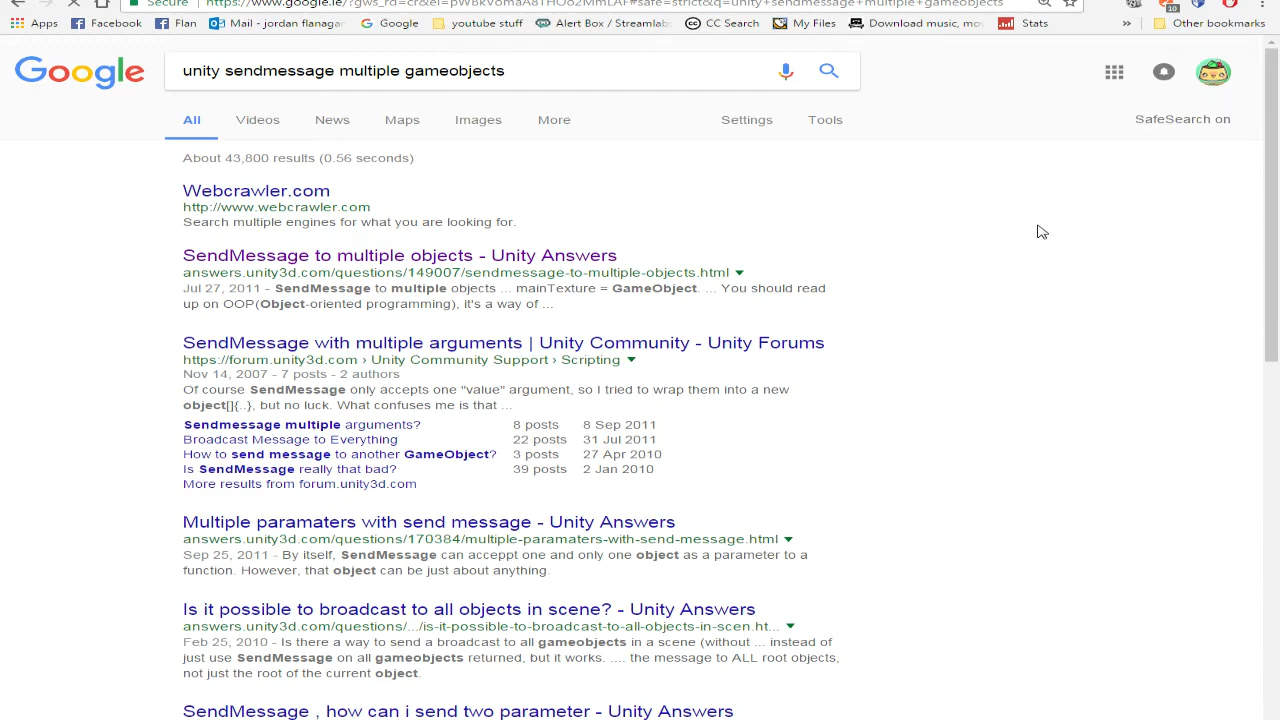 Secure https://www.google.ie/?gws_rd=cr&ei=
safe=strict&q=unity+sendmessage+multiple+gameobjects
10
Apps Facebook Flan Mail - jordan flanagan Google Youtube stuff Alert Box / Streamlabs Search My Files Download music, mov Stats » Other bookmarks
Google
unity sendmessage multiple gameobjects
All Videos News Maps Images More Settings Tools SafeSearch on
About 43,800 results (0.56 seconds)
Webcrawler.com
http://www.webcrawler.com
Search multiple engines for what you are looking for.
SendMessage to multiple objects - Unity Answers
answers.unity3d.com/questions/149007/sendmessage-to-multiple-objects.html
Jul 27, 2011 - SendMessage to multiple objects ... mainTexture = GameObject. ... You should read
up on OOP(Object-oriented programming), it's a way of ...
SendMessage with multiple arguments | Unity Community - Unity Forums
https://forum.unity3d.com › Unity Community Support › Scripting
Nov 14, 2007 - 7 posts - 2 authors
Of course SendMessage only accepts one "value" argument, so I tried to wrap them into a new
object[]{..}, but no luck. What confuses me is that ...
Sendmessage multiple arguments? 8 posts 8 Sep 2011
Broadcast Message to Everything 22 posts 31 Jul 2011
How to send message to another GameObject? 3 posts 27 Apr 2010
Is SendMessage really that bad? 39 posts 2 Jan 2010
More results from forum.unity3d.com
Multiple paramaters with send message - Unity Answers
answers.unity3d.com/questions/170384/multiple-paramaters-with-send-message.html
Sep 25, 2011 - By itself, SendMessage can acceppt one and only one object as a parameter to a
function. However, that object can be just about anything.
Is it possible to broadcast to all objects in scene? - Unity Answers
answers.unity3d.com/questions/.../is-it-possible-to-broadcast-to-all-objects-in-scen.ht...
Feb 25, 2010 - Is there a way to send a broadcast to all gameobjects in a scene (without ... instead of
just use SendMessage on all gameobjects returned, but it works. .... the message to ALL root objects,
not just the root of the current object.
SendMessage , how can i send two parameter - Unity Answers